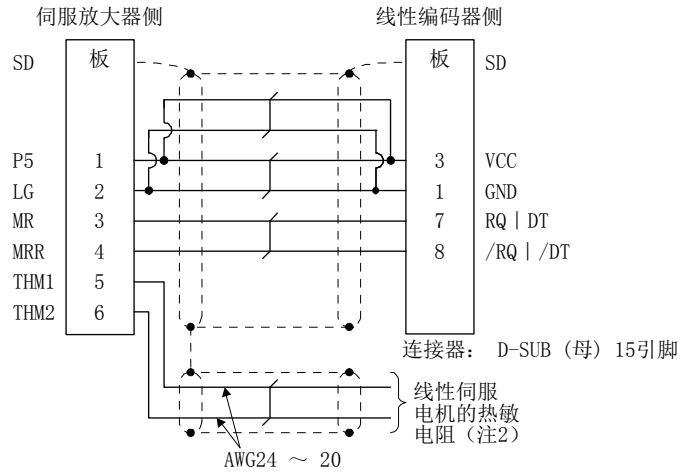 伺服放大器侧 线性编码器侧
SD 板 板 SD
P5 1 3 VCC
LG 2 1 GND
MR 3 7 RQ | DT
MRR 4 8 /RQ | /DT
THM1 5
THM2 6
连接器： D-SUB (母) 15引脚
线性伺服
电机的热敏
电阻（注2）
AWG24 ～ 20